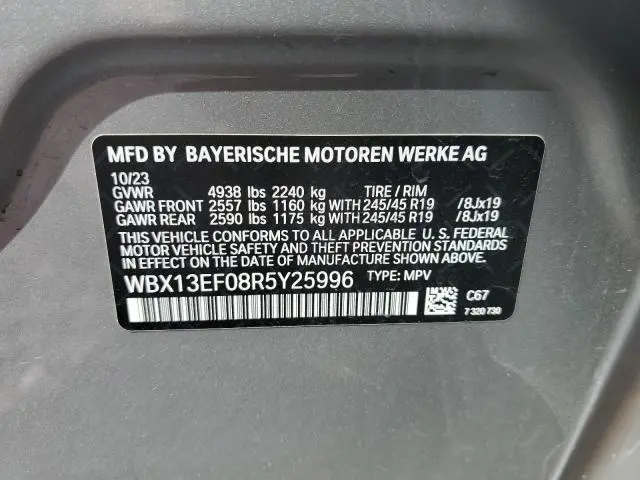 MFD BY BAYERISCHE MOTOREN WERKE AG
10/23
GVWR 4938 lbs 2240 kg TIRE / RIM
GAWR FRONT 2557 lbs 1160 kg WITH 245/45 R19 /8Jx19
GAWR REAR 2590 lbs 1175 kg WITH 245/45 R19 /8Jx19
THIS VEHICLE CONFORMS TO ALL APPLICABLE U. S. FEDERAL
MOTOR VEHICLE SAFETY AND THEFT PREVENTION STANDARDS
IN EFFECT ON THE DATE OF MANUFACTURE SHOWN ABOVE.
WBX13EF08R5Y25996 TYPE: MPV
C67
7 320 730